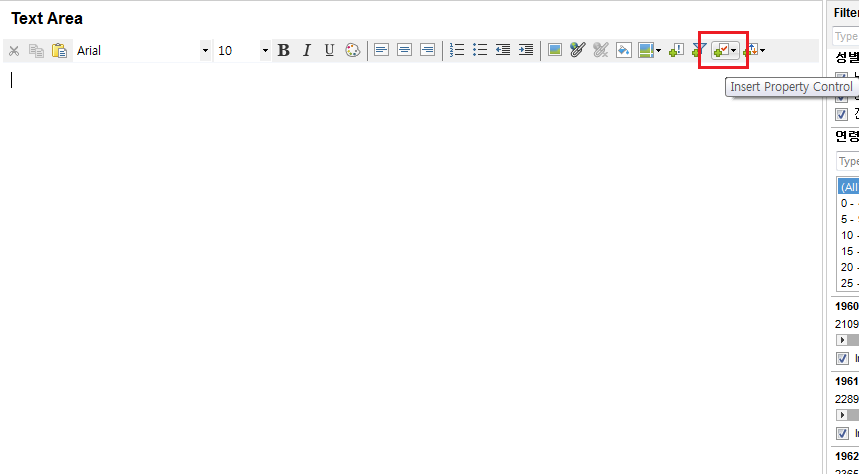 Text Area
Filter
Type
Arial
10
B I U
성별
Insert Property Control
연령
Type
(All
0 -
5 -
10 -
15 -
20 -
25 -
1960
2109
1961
2289
1962
2365